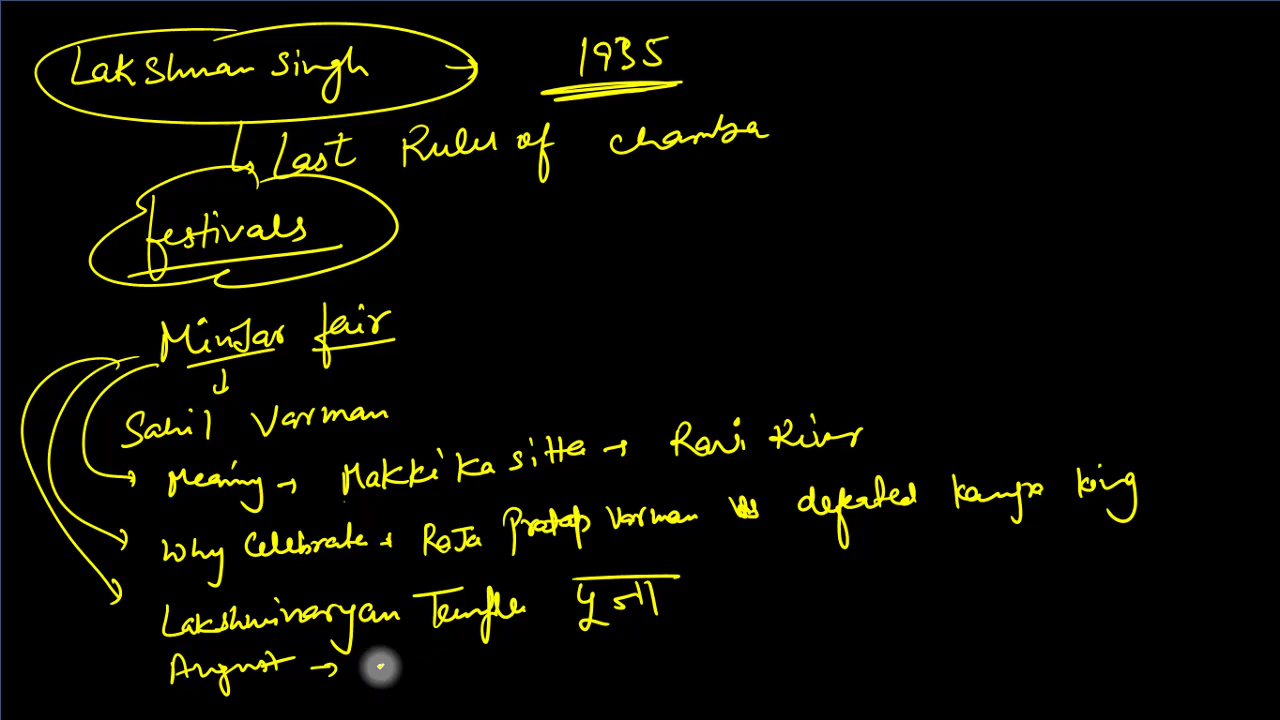 Lakshman Singh → 1935
Last Ruler of chamba
festivals
Minjar fair
↓
Sahil Varman
Meaning → Makki ka sitta → Ravi River
Why Celebrate → Raja Pratap Varman defeated kangra king
Lakshminaryan Temple पूजा
August →